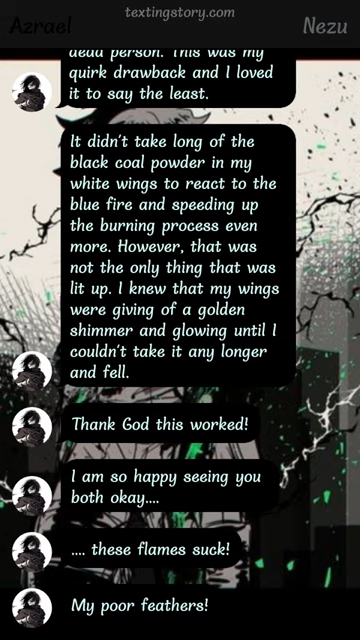 textingstory.com
Azrael
Nezu
dead person. This was my
quirk drawback and I loved
it to say the least.
It didn't take long of the
black coal powder in my
white wings to react to the
blue fire and speeding up
the burning process even
more. However, that was
not the only thing that was
lit up. I knew that my wings
were giving of a golden
shimmer and glowing until I
couldn't take it any longer
and fell.
Thank God this worked!
I am so happy seeing you
both okay....
.... these flames suck!
My poor feathers!